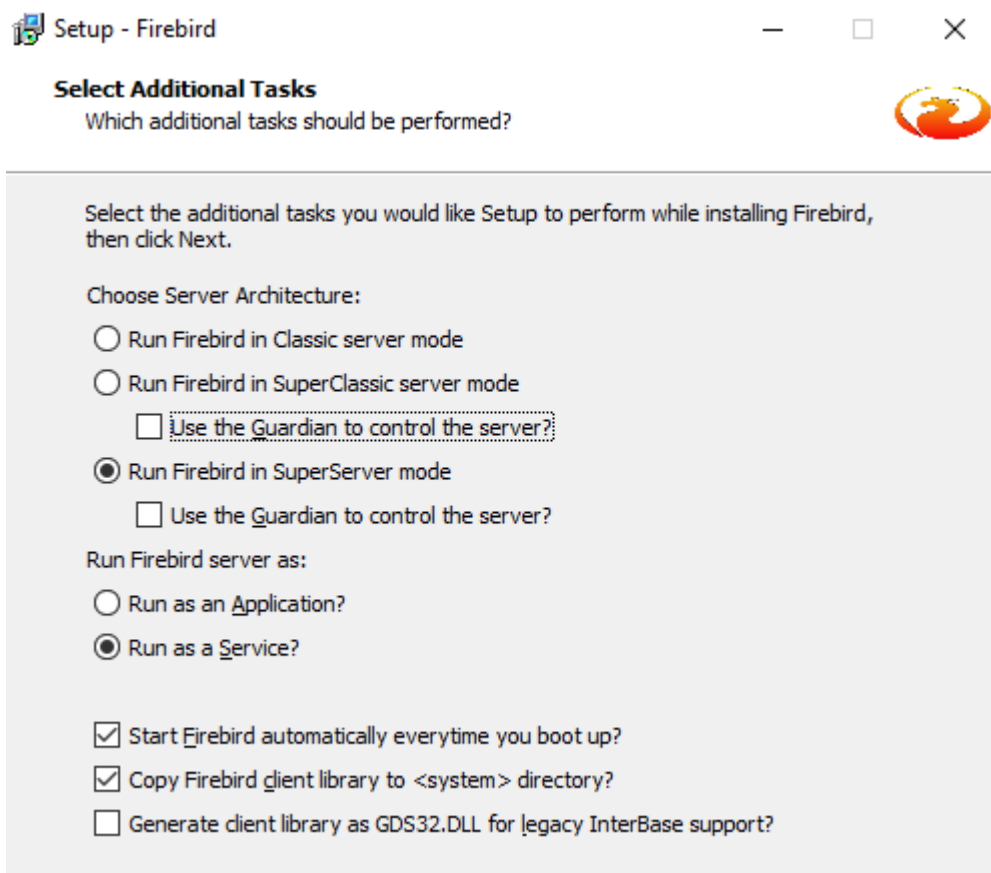 Setup - Firebird
Select Additional Tasks
Which additional tasks should be performed?
Select the additional tasks you would like Setup to perform while installing Firebird,
then click Next.
Choose Server Architecture:
Run Firebird in Classic server mode
Run Firebird in SuperClassic server mode
Use the Guardian to control the server?
Run Firebird in SuperServer mode
Use the Guardian to control the server?
Run Firebird server as:
Run as an Application?
Run as a Service?
Start Firebird automatically everytime you boot up?
Copy Firebird client library to <system> directory?
Generate client library as GDS32.DLL for legacy InterBase support?